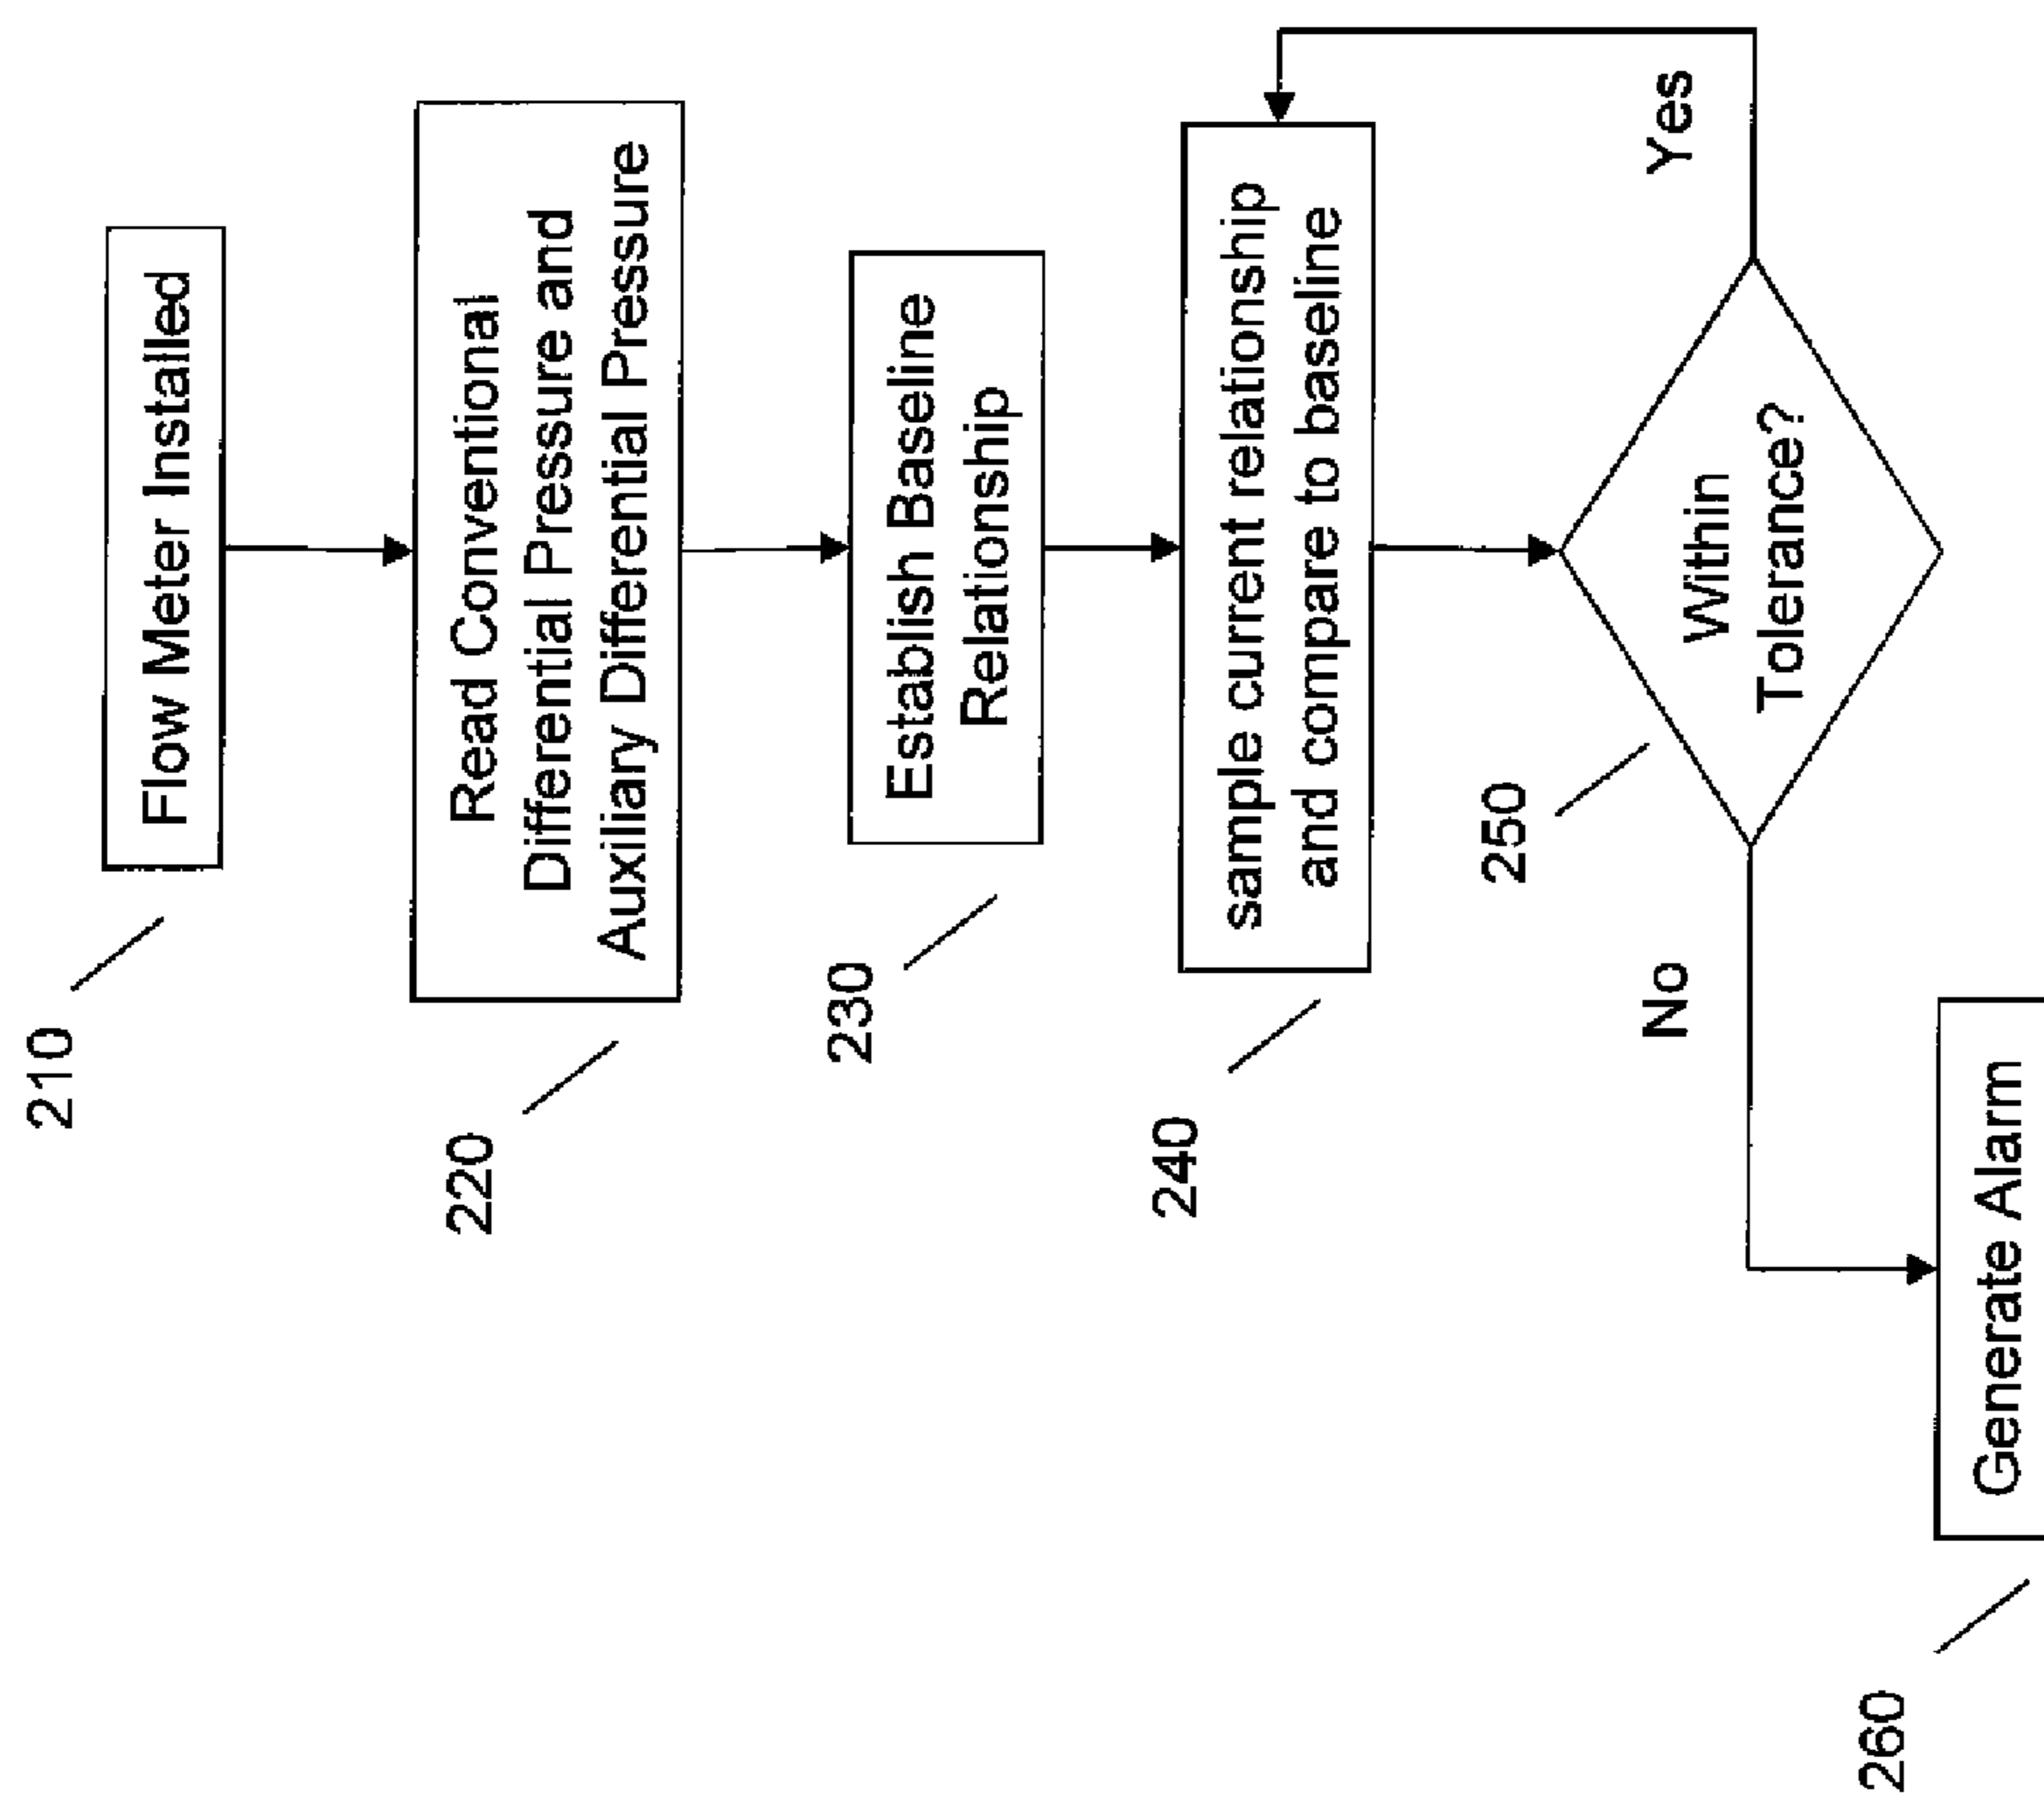 210
Flow Meter Installed
220
Read Conventional
Differential Pressure and
Auxiliary Differential Pressure
230
Establish Baseline
Relationship
240
sample current relationship
and compare to baseline
250
Within
Tolerance?
No
Yes
260
Generate Alarm